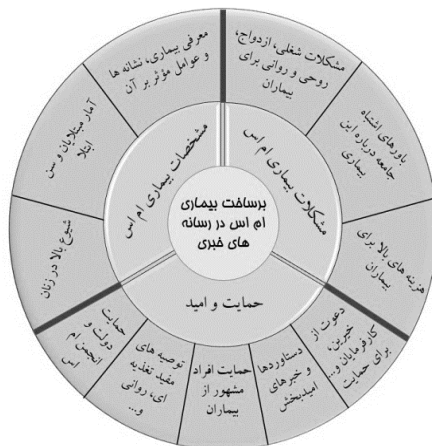 برساخت بیماری
ام اس در رسانه
های خبری
مشکلات بیماری ام اس
مشکلات شغلی، ازدواج،
روحی و روانی برای
بیماران
باورهای اشتباه
جامعه درباره این
بیماری
هزینه های بالا برای
بیماران
حمایت و امید
دعوت از
خیرین،
کارفرمایان و...
برای حمایت
دستاوردها
و خبرهای
امیدبخش
حمایت افراد
مشهور از
بیماران
توصیه های
مفید تغذیه
ای، روانی
و...
حمایت
دولت و
انجمن ام
اس
مشخصات بیماری ام اس
شیوع بالا در زنان
آمار مبتلایان و سن
ابتلا
معرفی بیماری، نشانه ها
و عوامل مؤثر بر آن